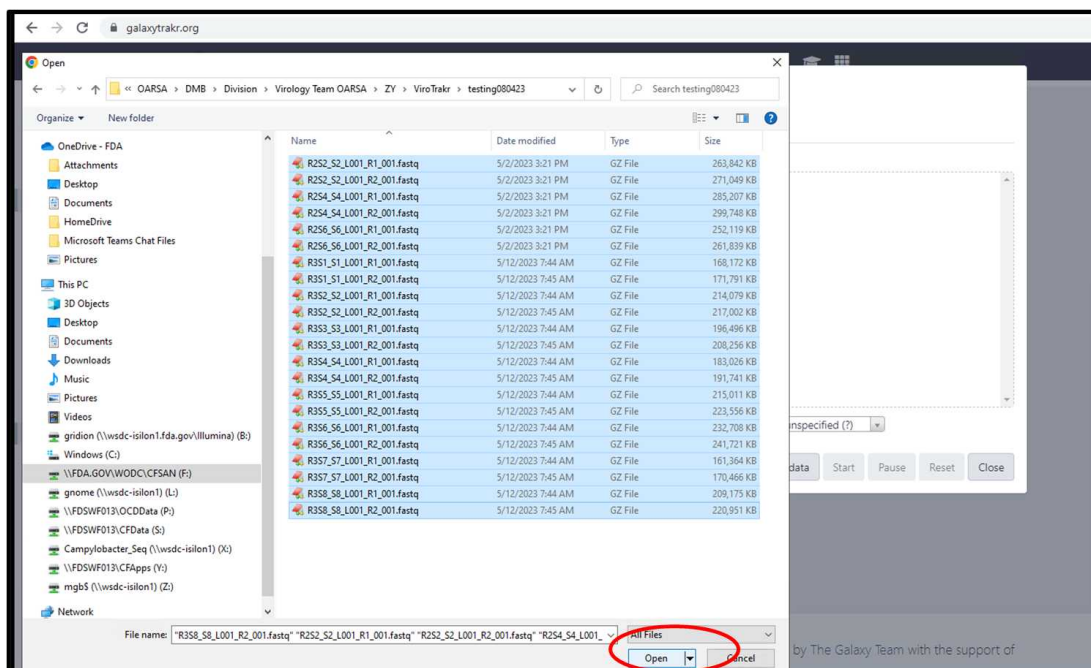 galaxytrakr.org
Open
« OARSA > DMB > Division > Virology Team OARSA > ZY > ViroTrakr > testing080423
Search testing080423
Organize
New folder
Name Date modified Type Size
OneDrive - FDA
Attachments
Desktop
Documents
HomeDrive
Microsoft Teams Chat Files
Pictures
This PC
3D Objects
Desktop
Documents
Downloads
Music
Pictures
Videos
gridion (\\wsdc-isilon1.fda.gov\Illumina) (B:)
Windows (C:)
\\FDA.GOV\WODC\CFSAN (F:)
gnome (\\wsdc-isilon1) (L:)
\\FDSWF013\OCDData (P:)
\\FDSWF013\CFData (S:)
Campylobacter_Seq (\\wsdc-isilon1) (X:)
\\FDSWF013\CFApps (Y:)
mgb$ (\\wsdc-isilon1) (Z:)
Network
R2S2_S2_L001_R1_001.fastq 5/2/2023 3:21 PM GZ File 263,842 KB
R2S2_S2_L001_R2_001.fastq 5/2/2023 3:21 PM GZ File 271,049 KB
R2S4_S4_L001_R1_001.fastq 5/2/2023 3:21 PM GZ File 285,207 KB
R2S4_S4_L001_R2_001.fastq 5/2/2023 3:21 PM GZ File 299,748 KB
R2S6_S6_L001_R1_001.fastq 5/2/2023 3:21 PM GZ File 252,119 KB
R2S6_S6_L001_R2_001.fastq 5/2/2023 3:21 PM GZ File 261,839 KB
R3S1_S1_L001_R1_001.fastq 5/12/2023 7:44 AM GZ File 168,172 KB
R3S1_S1_L001_R2_001.fastq 5/12/2023 7:45 AM GZ File 171,791 KB
R3S2_S2_L001_R1_001.fastq 5/12/2023 7:44 AM GZ File 214,079 KB
R3S2_S2_L001_R2_001.fastq 5/12/2023 7:45 AM GZ File 217,002 KB
R3S3_S3_L001_R1_001.fastq 5/12/2023 7:44 AM GZ File 196,496 KB
R3S3_S3_L001_R2_001.fastq 5/12/2023 7:45 AM GZ File 208,256 KB
R3S4_S4_L001_R1_001.fastq 5/12/2023 7:44 AM GZ File 183,026 KB
R3S4_S4_L001_R2_001.fastq 5/12/2023 7:45 AM GZ File 191,741 KB
R3S5_S5_L001_R1_001.fastq 5/12/2023 7:44 AM GZ File 215,011 KB
R3S5_S5_L001_R2_001.fastq 5/12/2023 7:45 AM GZ File 223,556 KB
R3S6_S6_L001_R1_001.fastq 5/12/2023 7:44 AM GZ File 232,708 KB
R3S6_S6_L001_R2_001.fastq 5/12/2023 7:45 AM GZ File 241,721 KB
R3S7_S7_L001_R1_001.fastq 5/12/2023 7:44 AM GZ File 161,364 KB
R3S7_S7_L001_R2_001.fastq 5/12/2023 7:45 AM GZ File 170,466 KB
R3S8_S8_L001_R1_001.fastq 5/12/2023 7:44 AM GZ File 209,175 KB
R3S8_S8_L001_R2_001.fastq 5/12/2023 7:45 AM GZ File 220,951 KB
nspecified (?)
data Start Pause Reset Close
File name: "R3S8_S8_L001_R2_001.fastq" "R2S2_S2_L001_R1_001.fastq" "R2S2_S2_L001_R2_001.fastq" "R2S4_S4_L001_ All Files
Open Cancel
by The Galaxy Team with the support of